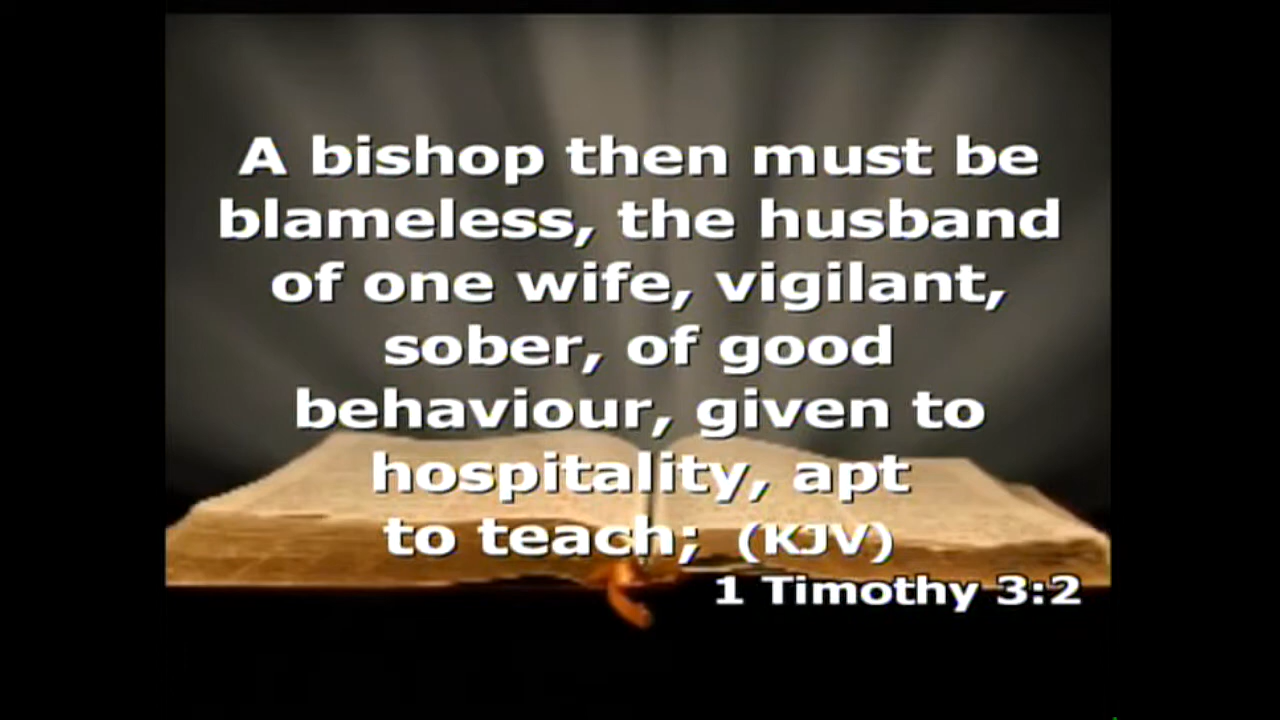 A bishop then must be
blameless, the husband
of one wife, vigilant,
sober, of good
behaviour, given to
hospitality, apt
to teach; (KJV)
1 Timothy 3:2